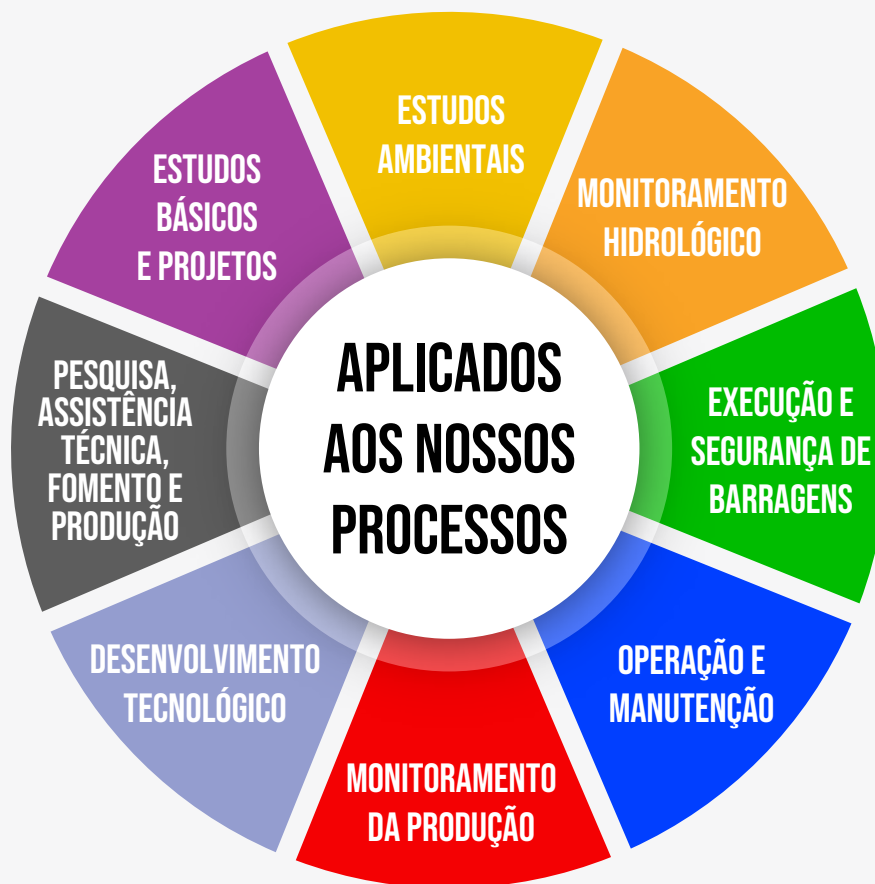 ESTUDOS
AMBIENTAIS
MONITORAMENTO
HIDROLÓGICO
EXECUÇÃO E
SEGURANÇA DE
BARRAGENS
OPERAÇÃO E
MANUTENÇÃO
MONITORAMENTO
DA PRODUÇÃO
DESENVOLVIMENTO
TECNOLÓGICO
PESQUISA,
ASSISTÊNCIA
TÉCNICA,
FOMENTO E
PRODUÇÃO
ESTUDOS
BÁSICOS
E PROJETOS
APLICADOS
AOS NOSSOS
PROCESSOS